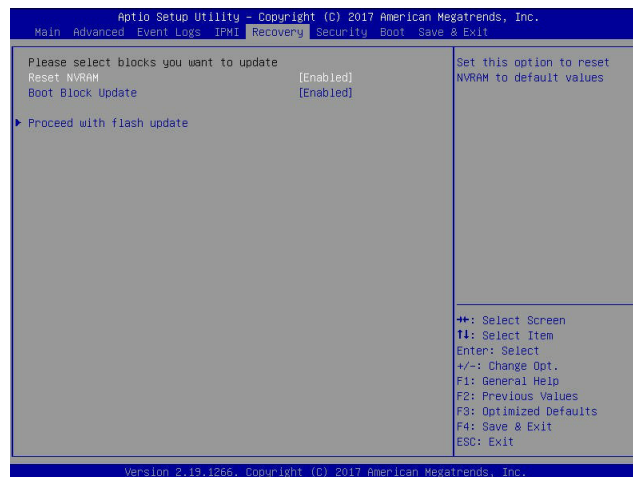 Aptio Setup Utility – Copyright (C) 2017 American Megatrends, Inc.
Main Advanced Event Logs IPMI Recovery Security Boot Save & Exit
Please select blocks you want to update
Reset NVRAM [Enabled]
Boot Block Update [Enabled]
Proceed with flash update
Set this option to reset
NVRAM to default values
→←: Select Screen
↑↓: Select Item
Enter: Select
+/-: Change Opt.
F1: General Help
F2: Previous Values
F3: Optimized Defaults
F4: Save & Exit
ESC: Exit
Version 2.19.1266. Copyright (C) 2017 American Megatrends, Inc.